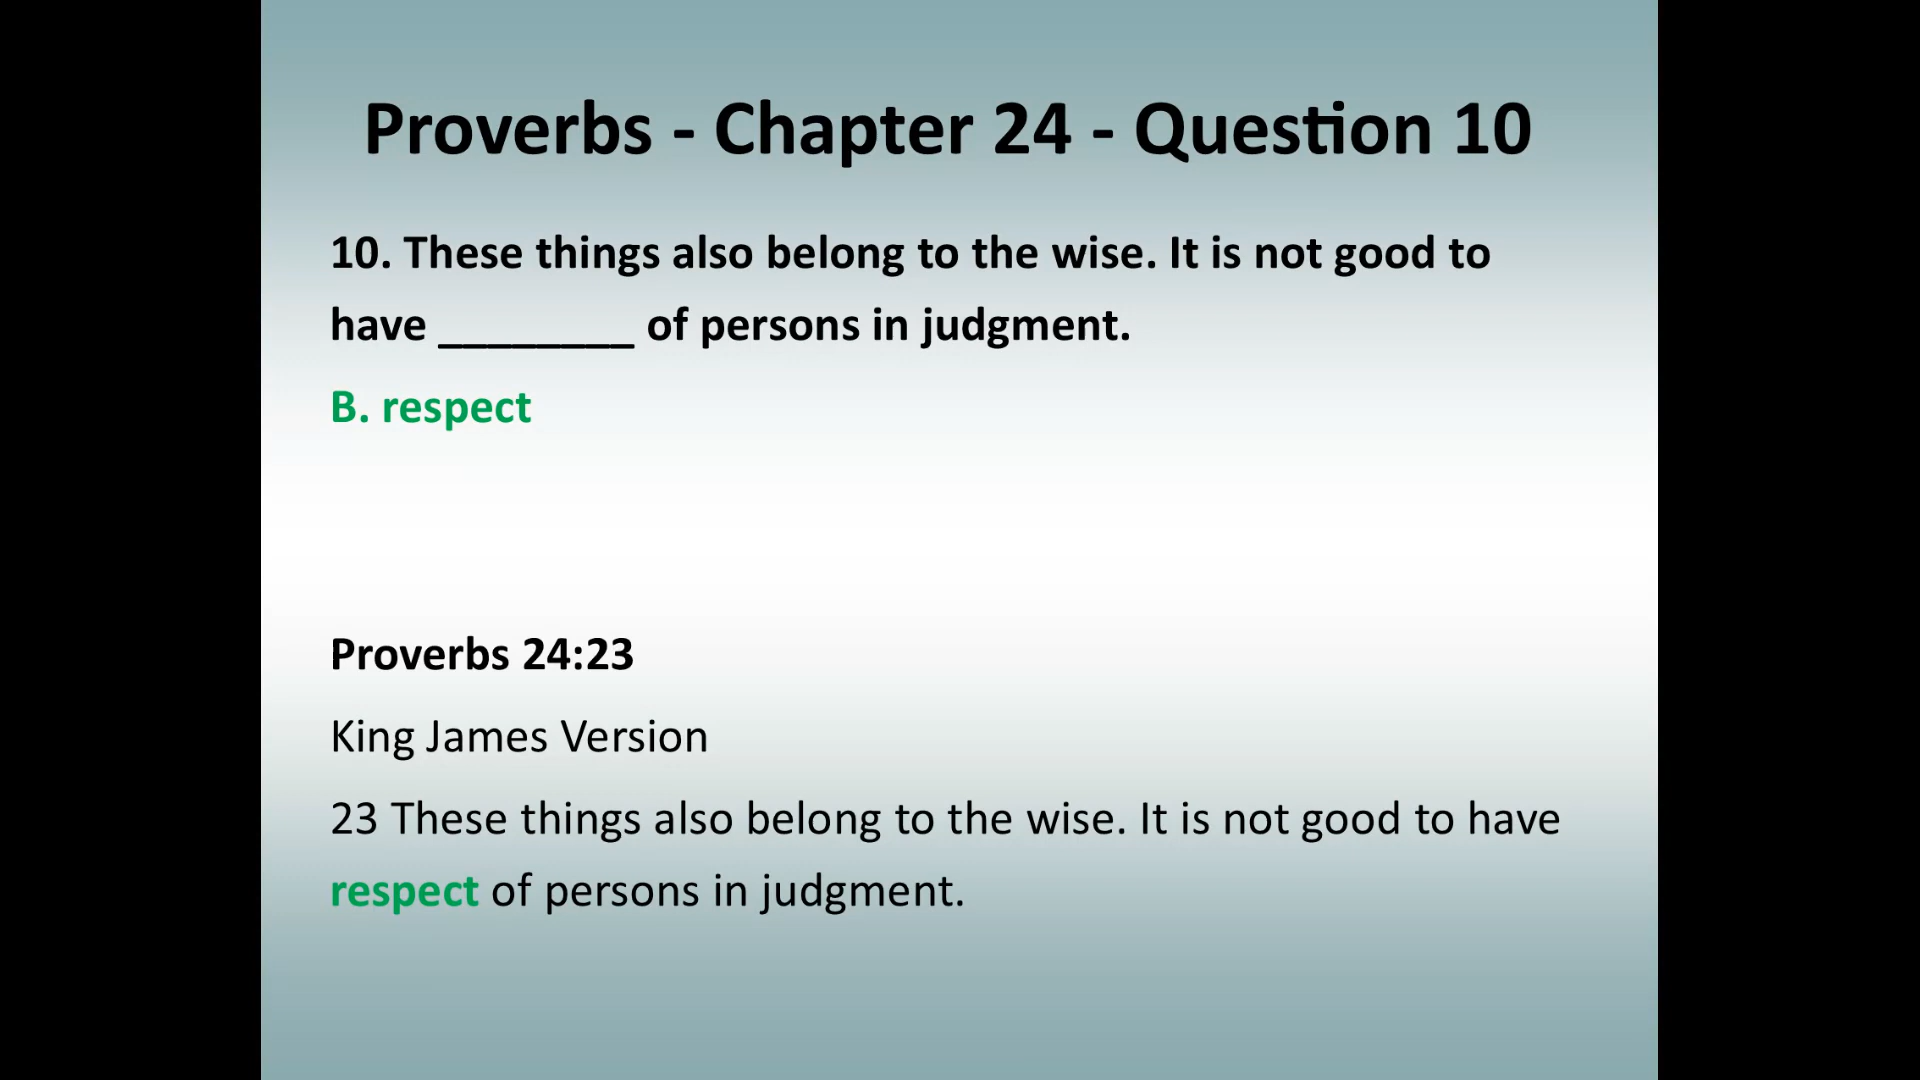 Proverbs - Chapter 24 - Question 10
10. These things also belong to the wise. It is not good to
have ________ of persons in judgment.
B. respect
Proverbs 24:23
King James Version
23 These things also belong to the wise. It is not good to have
respect of persons in judgment.